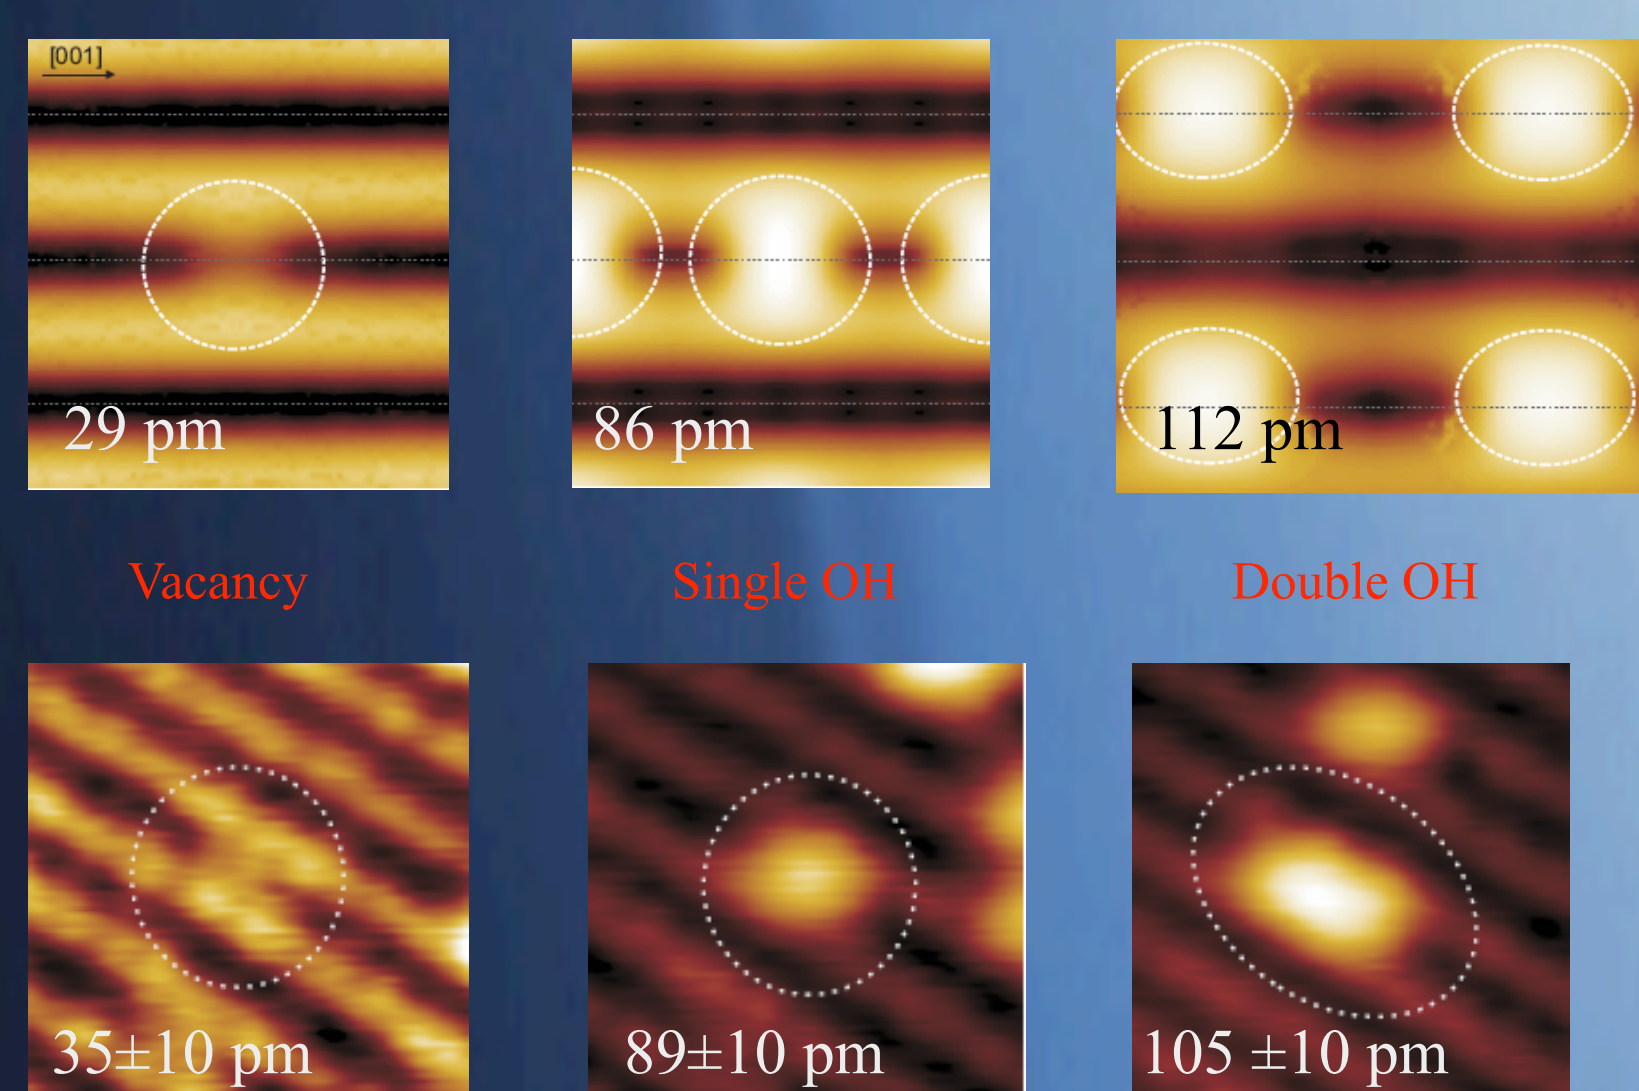 [001]
29 pm
86 pm
112 pm
Vacancy
Single OH
Double OH
35±10 pm
89±10 pm
105 ±10 pm